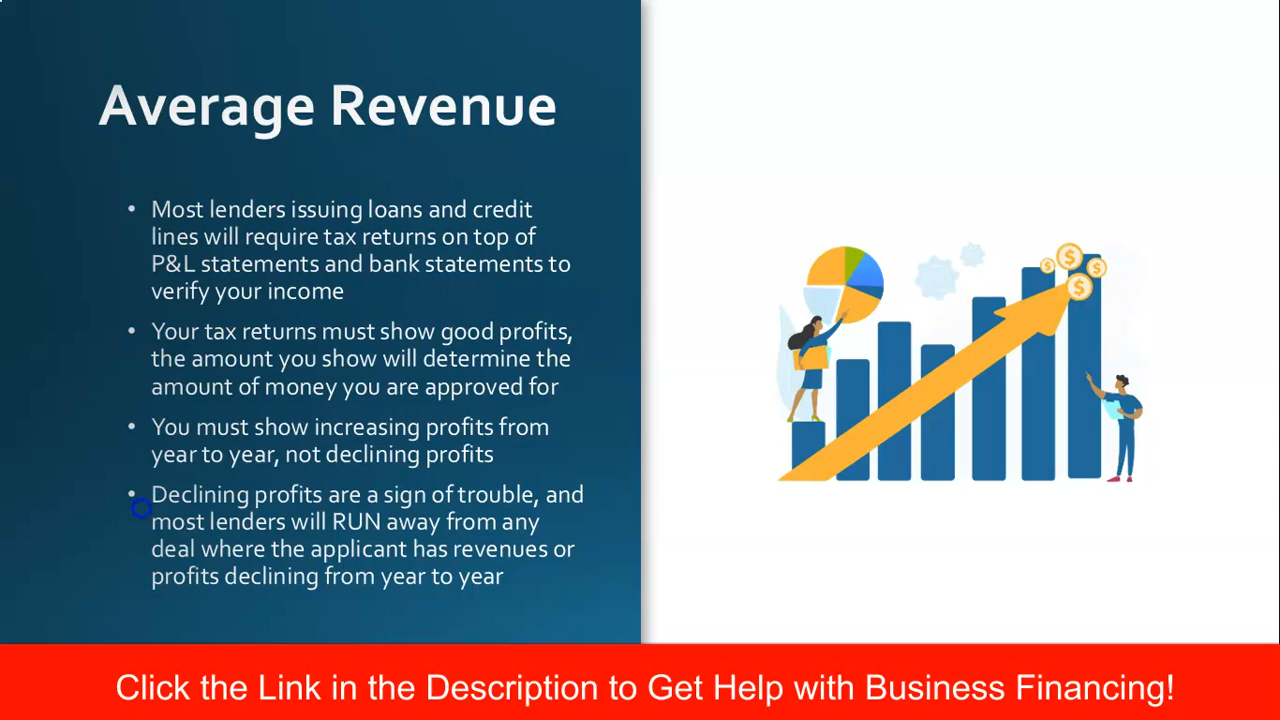 Average Revenue
• Most lenders issuing loans and credit
lines will require tax returns on top of
P&L statements and bank statements to
verify your income
• Your tax returns must show good profits,
the amount you show will determine the
amount of money you are approved for
• You must show increasing profits from
year to year, not declining profits
• Declining profits are a sign of trouble, and
most lenders will RUN away from any
deal where the applicant has revenues or
profits declining from year to year
$
$
$
$
Click the Link in the Description to Get Help with Business Financing!